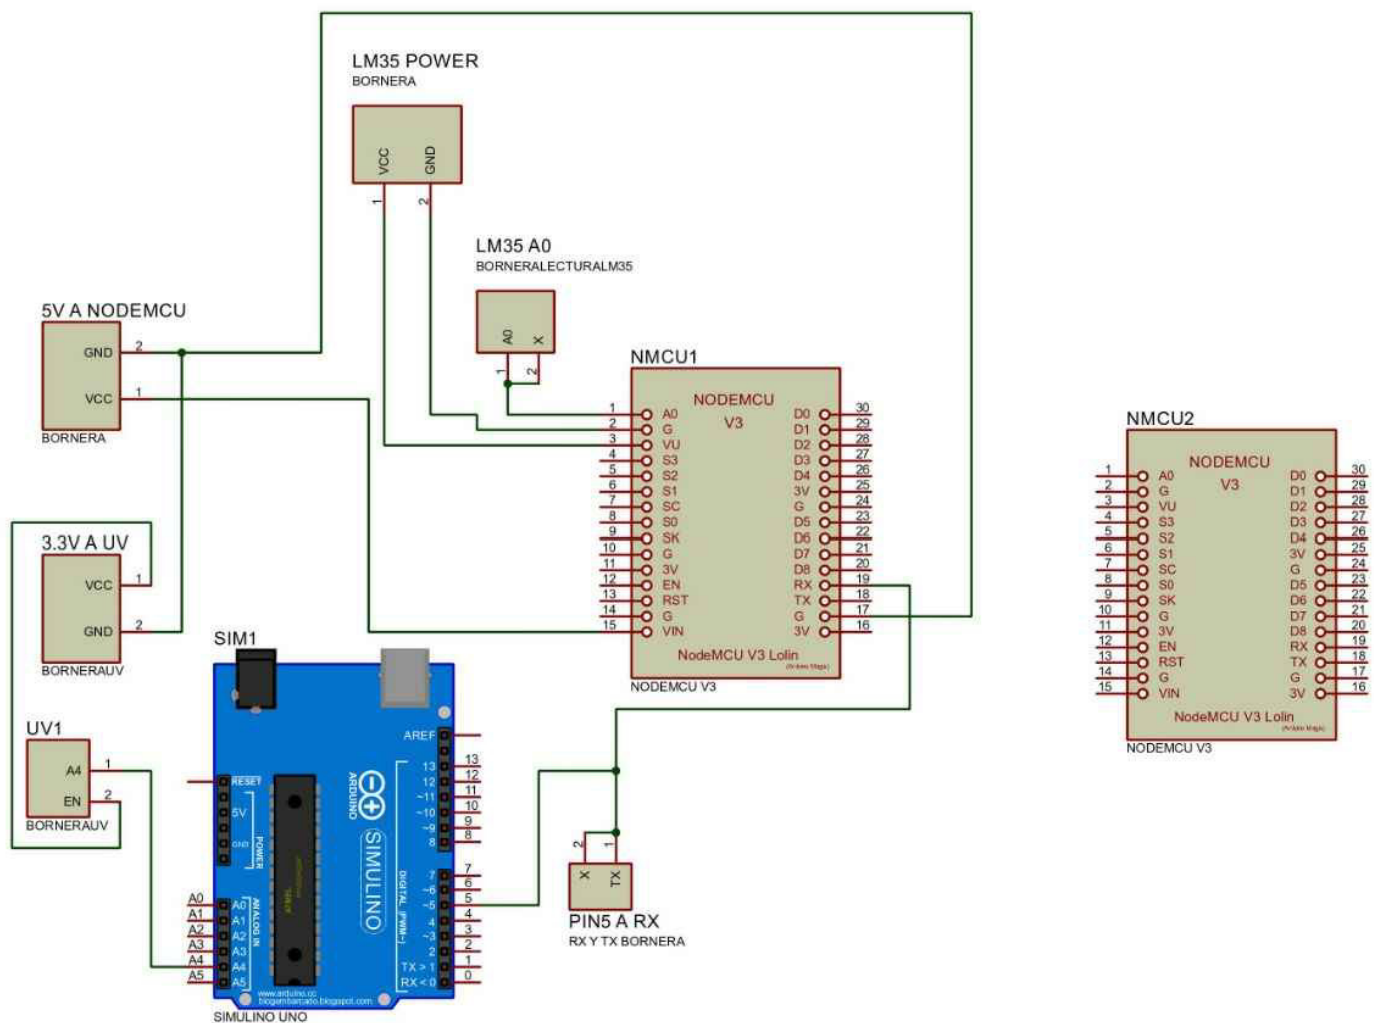 LM35 POWER
BORNERA
VCC
GND
1
2
LM35 A0
BORNERALECTURALM35
A0
X
1
2
5V A NODEMCU
GND 2
VCC 1
BORNERA
3.3V A UV
VCC 1
GND 2
BORNERAUV
UV1
A4 1
EN 2
BORNERAUV
NMCU1
NODEMCU
V3
1 A0 D0 30
2 G D1 29
3 VU D2 28
4 S3 D3 27
5 S2 D4 26
6 S1 3V 25
7 SC G 24
8 S0 D5 23
9 SK D6 22
10 G D7 21
11 3V D8 20
12 EN RX 19
13 RST TX 18
14 G G 17
15 VIN 3V 16
NodeMCU V3 Lolin
(Arduino Mega)
NODEMCU V3
NMCU2
NODEMCU
V3
1 A0 D0 30
2 G D1 29
3 VU D2 28
4 S3 D3 27
5 S2 D4 26
6 S1 3V 25
7 SC G 24
8 S0 D5 23
9 SK D6 22
10 G D7 21
11 3V D8 20
12 EN RX 19
13 RST TX 18
14 G G 17
15 VIN 3V 16
NodeMCU V3 Lolin
NODEMCU V3
SIM1
AREF
13 13
12 12
~11 11
~10 10
~9 9
8 8
7 7
~6 6
~5 5
4 4
~3 3
2 2
TX > 1 1
RX < 0 0
RESET
5V
GND
POWER
A0 A0
A1 A1
A2 A2
A3 A3
A4 A4
A5 A5
ANALOG IN
ARDUINO
SIMULINO
DIGITAL (PWM~)
www.arduino.cc
blogembarcado.blogspot.com
SIMULINO UNO
2
1
X
TX
PIN5 A RX
RX Y TX BORNERA